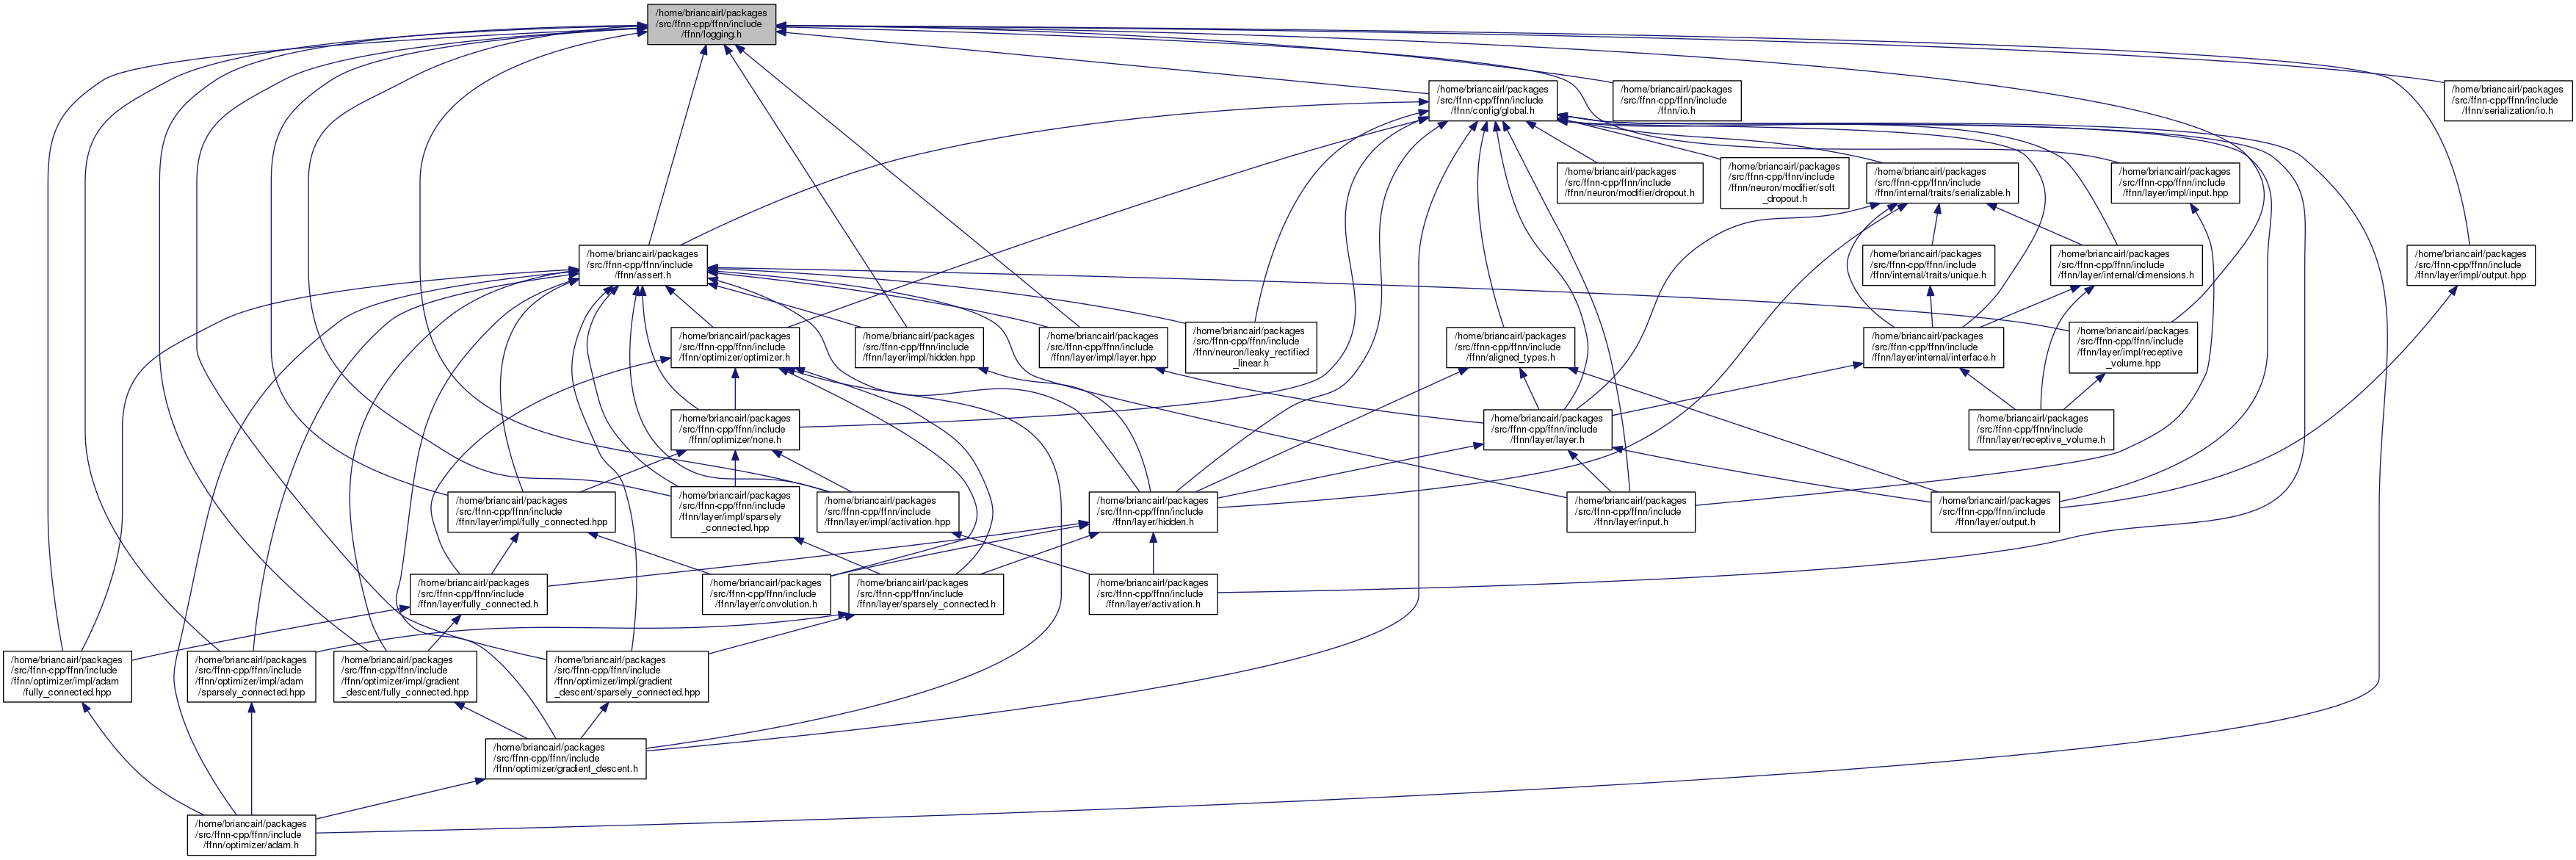 /home/briancairl/packages
/src/ffnn-cpp/ffnn/include
/ffnn/logging.h
/home/briancairl/packages
/src/ffnn-cpp/ffnn/include
/ffnn/config/global.h
/home/briancairl/packages
/src/ffnn-cpp/ffnn/include
/ffnn/io.h
/home/briancairl/packages
/src/ffnn-cpp/ffnn/include
/ffnn/serialization/io.h
/home/briancairl/packages
/src/ffnn-cpp/ffnn/include
/ffnn/neuron/modifier/dropout.h
/home/briancairl/packages
/src/ffnn-cpp/ffnn/include
/ffnn/neuron/modifier/soft
_dropout.h
/home/briancairl/packages
/src/ffnn-cpp/ffnn/include
/ffnn/internal/traits/serializable.h
/home/briancairl/packages
/src/ffnn-cpp/ffnn/include
/ffnn/layer/impl/input.hpp
/home/briancairl/packages
/src/ffnn-cpp/ffnn/include
/ffnn/assert.h
/home/briancairl/packages
/src/ffnn-cpp/ffnn/include
/ffnn/internal/traits/unique.h
/home/briancairl/packages
/src/ffnn-cpp/ffnn/include
/ffnn/layer/internal/dimensions.h
/home/briancairl/packages
/src/ffnn-cpp/ffnn/include
/ffnn/layer/impl/output.hpp
/home/briancairl/packages
/src/ffnn-cpp/ffnn/include
/ffnn/optimizer/optimizer.h
/home/briancairl/packages
/src/ffnn-cpp/ffnn/include
/ffnn/layer/impl/hidden.hpp
/home/briancairl/packages
/src/ffnn-cpp/ffnn/include
/ffnn/layer/impl/layer.hpp
/home/briancairl/packages
/src/ffnn-cpp/ffnn/include
/ffnn/neuron/leaky_rectified
_linear.h
/home/briancairl/packages
/src/ffnn-cpp/ffnn/include
/ffnn/aligned_types.h
/home/briancairl/packages
/src/ffnn-cpp/ffnn/include
/ffnn/layer/internal/interface.h
/home/briancairl/packages
/src/ffnn-cpp/ffnn/include
/ffnn/layer/impl/receptive
_volume.hpp
/home/briancairl/packages
/src/ffnn-cpp/ffnn/include
/ffnn/optimizer/none.h
/home/briancairl/packages
/src/ffnn-cpp/ffnn/include
/ffnn/layer/layer.h
/home/briancairl/packages
/src/ffnn-cpp/ffnn/include
/ffnn/layer/receptive_volume.h
/home/briancairl/packages
/src/ffnn-cpp/ffnn/include
/ffnn/layer/impl/fully_connected.hpp
/home/briancairl/packages
/src/ffnn-cpp/ffnn/include
/ffnn/layer/impl/sparsely
_connected.hpp
/home/briancairl/packages
/src/ffnn-cpp/ffnn/include
/ffnn/layer/impl/activation.hpp
/home/briancairl/packages
/src/ffnn-cpp/ffnn/include
/ffnn/layer/hidden.h
/home/briancairl/packages
/src/ffnn-cpp/ffnn/include
/ffnn/layer/input.h
/home/briancairl/packages
/src/ffnn-cpp/ffnn/include
/ffnn/layer/output.h
/home/briancairl/packages
/src/ffnn-cpp/ffnn/include
/ffnn/layer/fully_connected.h
/home/briancairl/packages
/src/ffnn-cpp/ffnn/include
/ffnn/layer/convolution.h
/home/briancairl/packages
/src/ffnn-cpp/ffnn/include
/ffnn/layer/sparsely_connected.h
/home/briancairl/packages
/src/ffnn-cpp/ffnn/include
/ffnn/layer/activation.h
/home/briancairl/packages
/src/ffnn-cpp/ffnn/include
/ffnn/optimizer/impl/adam
/fully_connected.hpp
/home/briancairl/packages
/src/ffnn-cpp/ffnn/include
/ffnn/optimizer/impl/adam
/sparsely_connected.hpp
/home/briancairl/packages
/src/ffnn-cpp/ffnn/include
/ffnn/optimizer/impl/gradient
_descent/fully_connected.hpp
/home/briancairl/packages
/src/ffnn-cpp/ffnn/include
/ffnn/optimizer/impl/gradient
_descent/sparsely_connected.hpp
/home/briancairl/packages
/src/ffnn-cpp/ffnn/include
/ffnn/optimizer/gradient_descent.h
/home/briancairl/packages
/src/ffnn-cpp/ffnn/include
/ffnn/optimizer/adam.h